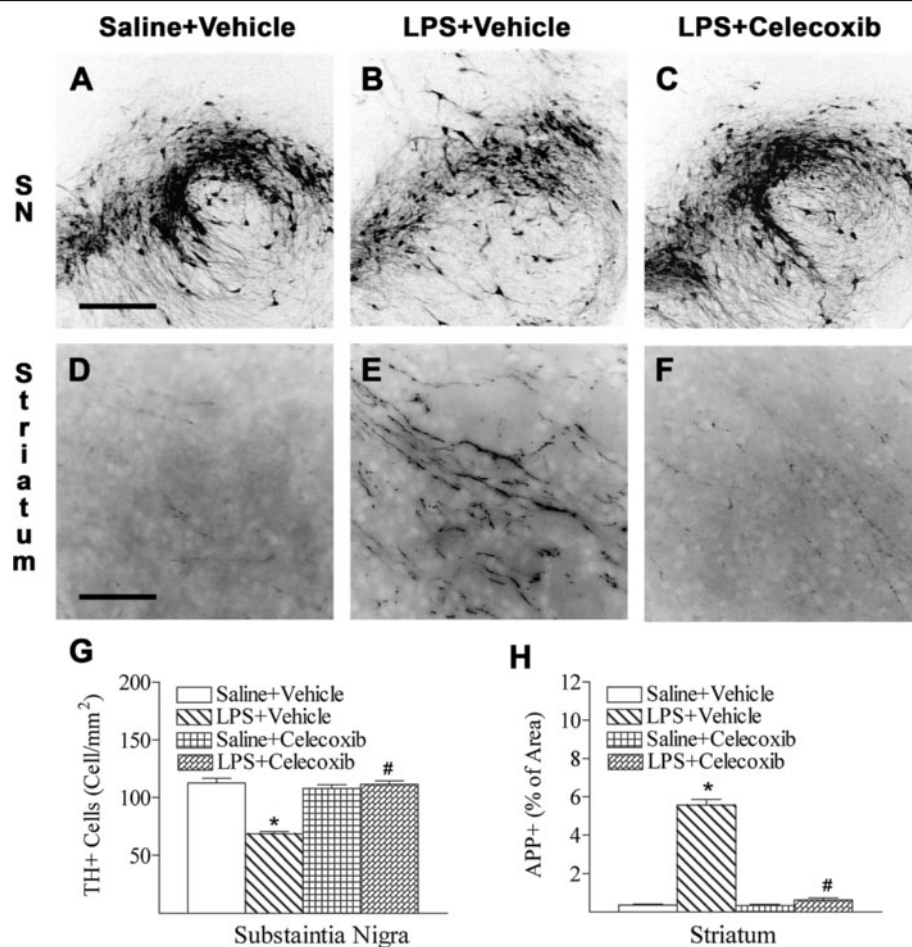 Saline+Vehicle LPS+Vehicle LPS+Celecoxib
A B C
SN
D E F
Striatum
G
TH+ Cells (Cell/mm²)
200
150
100
50
Saline+Vehicle
LPS+Vehicle
Saline+Celecoxib
LPS+Celecoxib
*
#
Substaintia Nigra
H
APP+ (% of Area)
12
10
8
6
4
2
Saline+Vehicle
LPS+Vehicle
Saline+Celecoxib
LPS+Celecoxib
*
#
Striatum